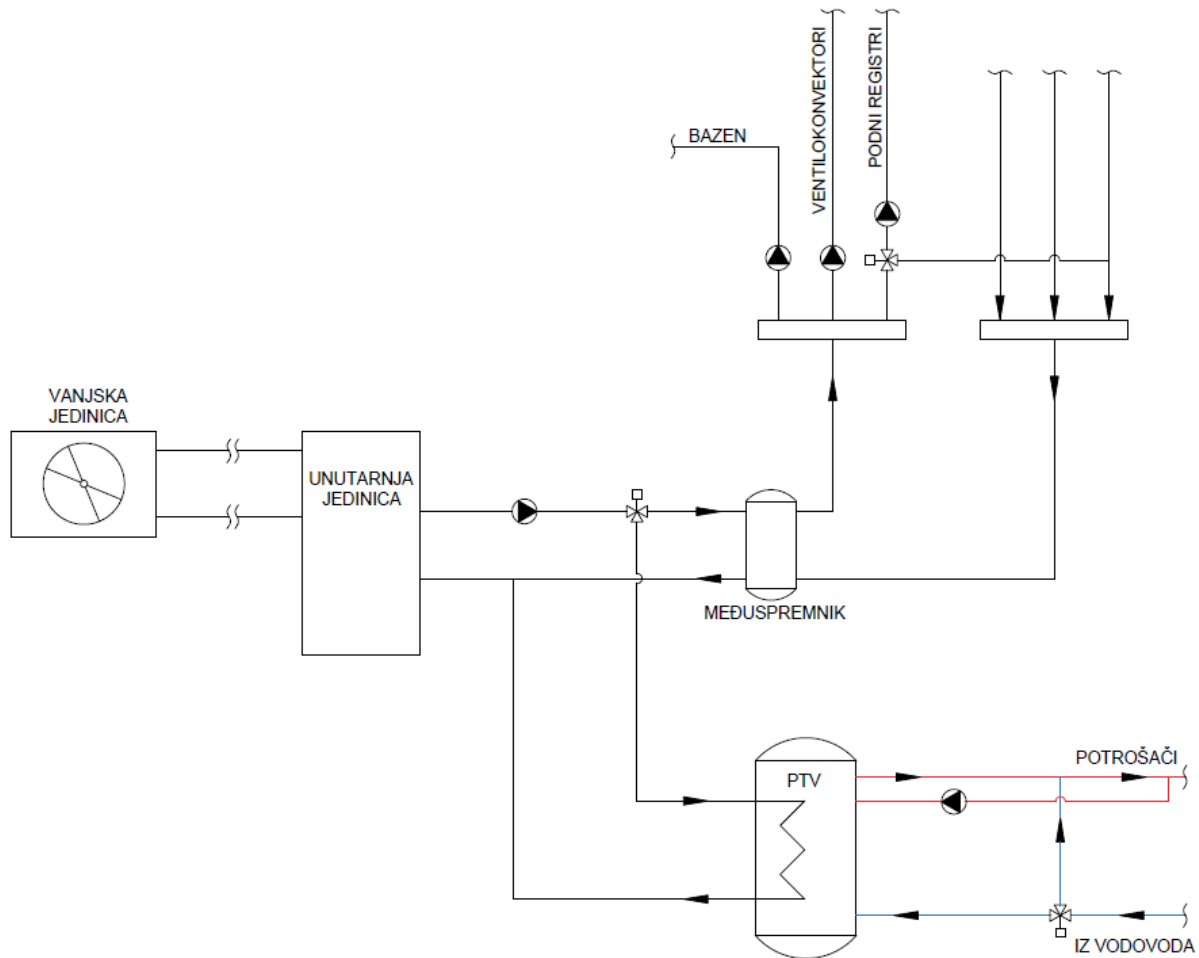 BAZEN
VENTILOKONVEKTORI
PODNI REGISTRI
VANJSKA
JEDINICA
UNUTARNJA
JEDINICA
MEĐUSPREMNIK
PTV
POTROŠAČI
IZ VODOVODA